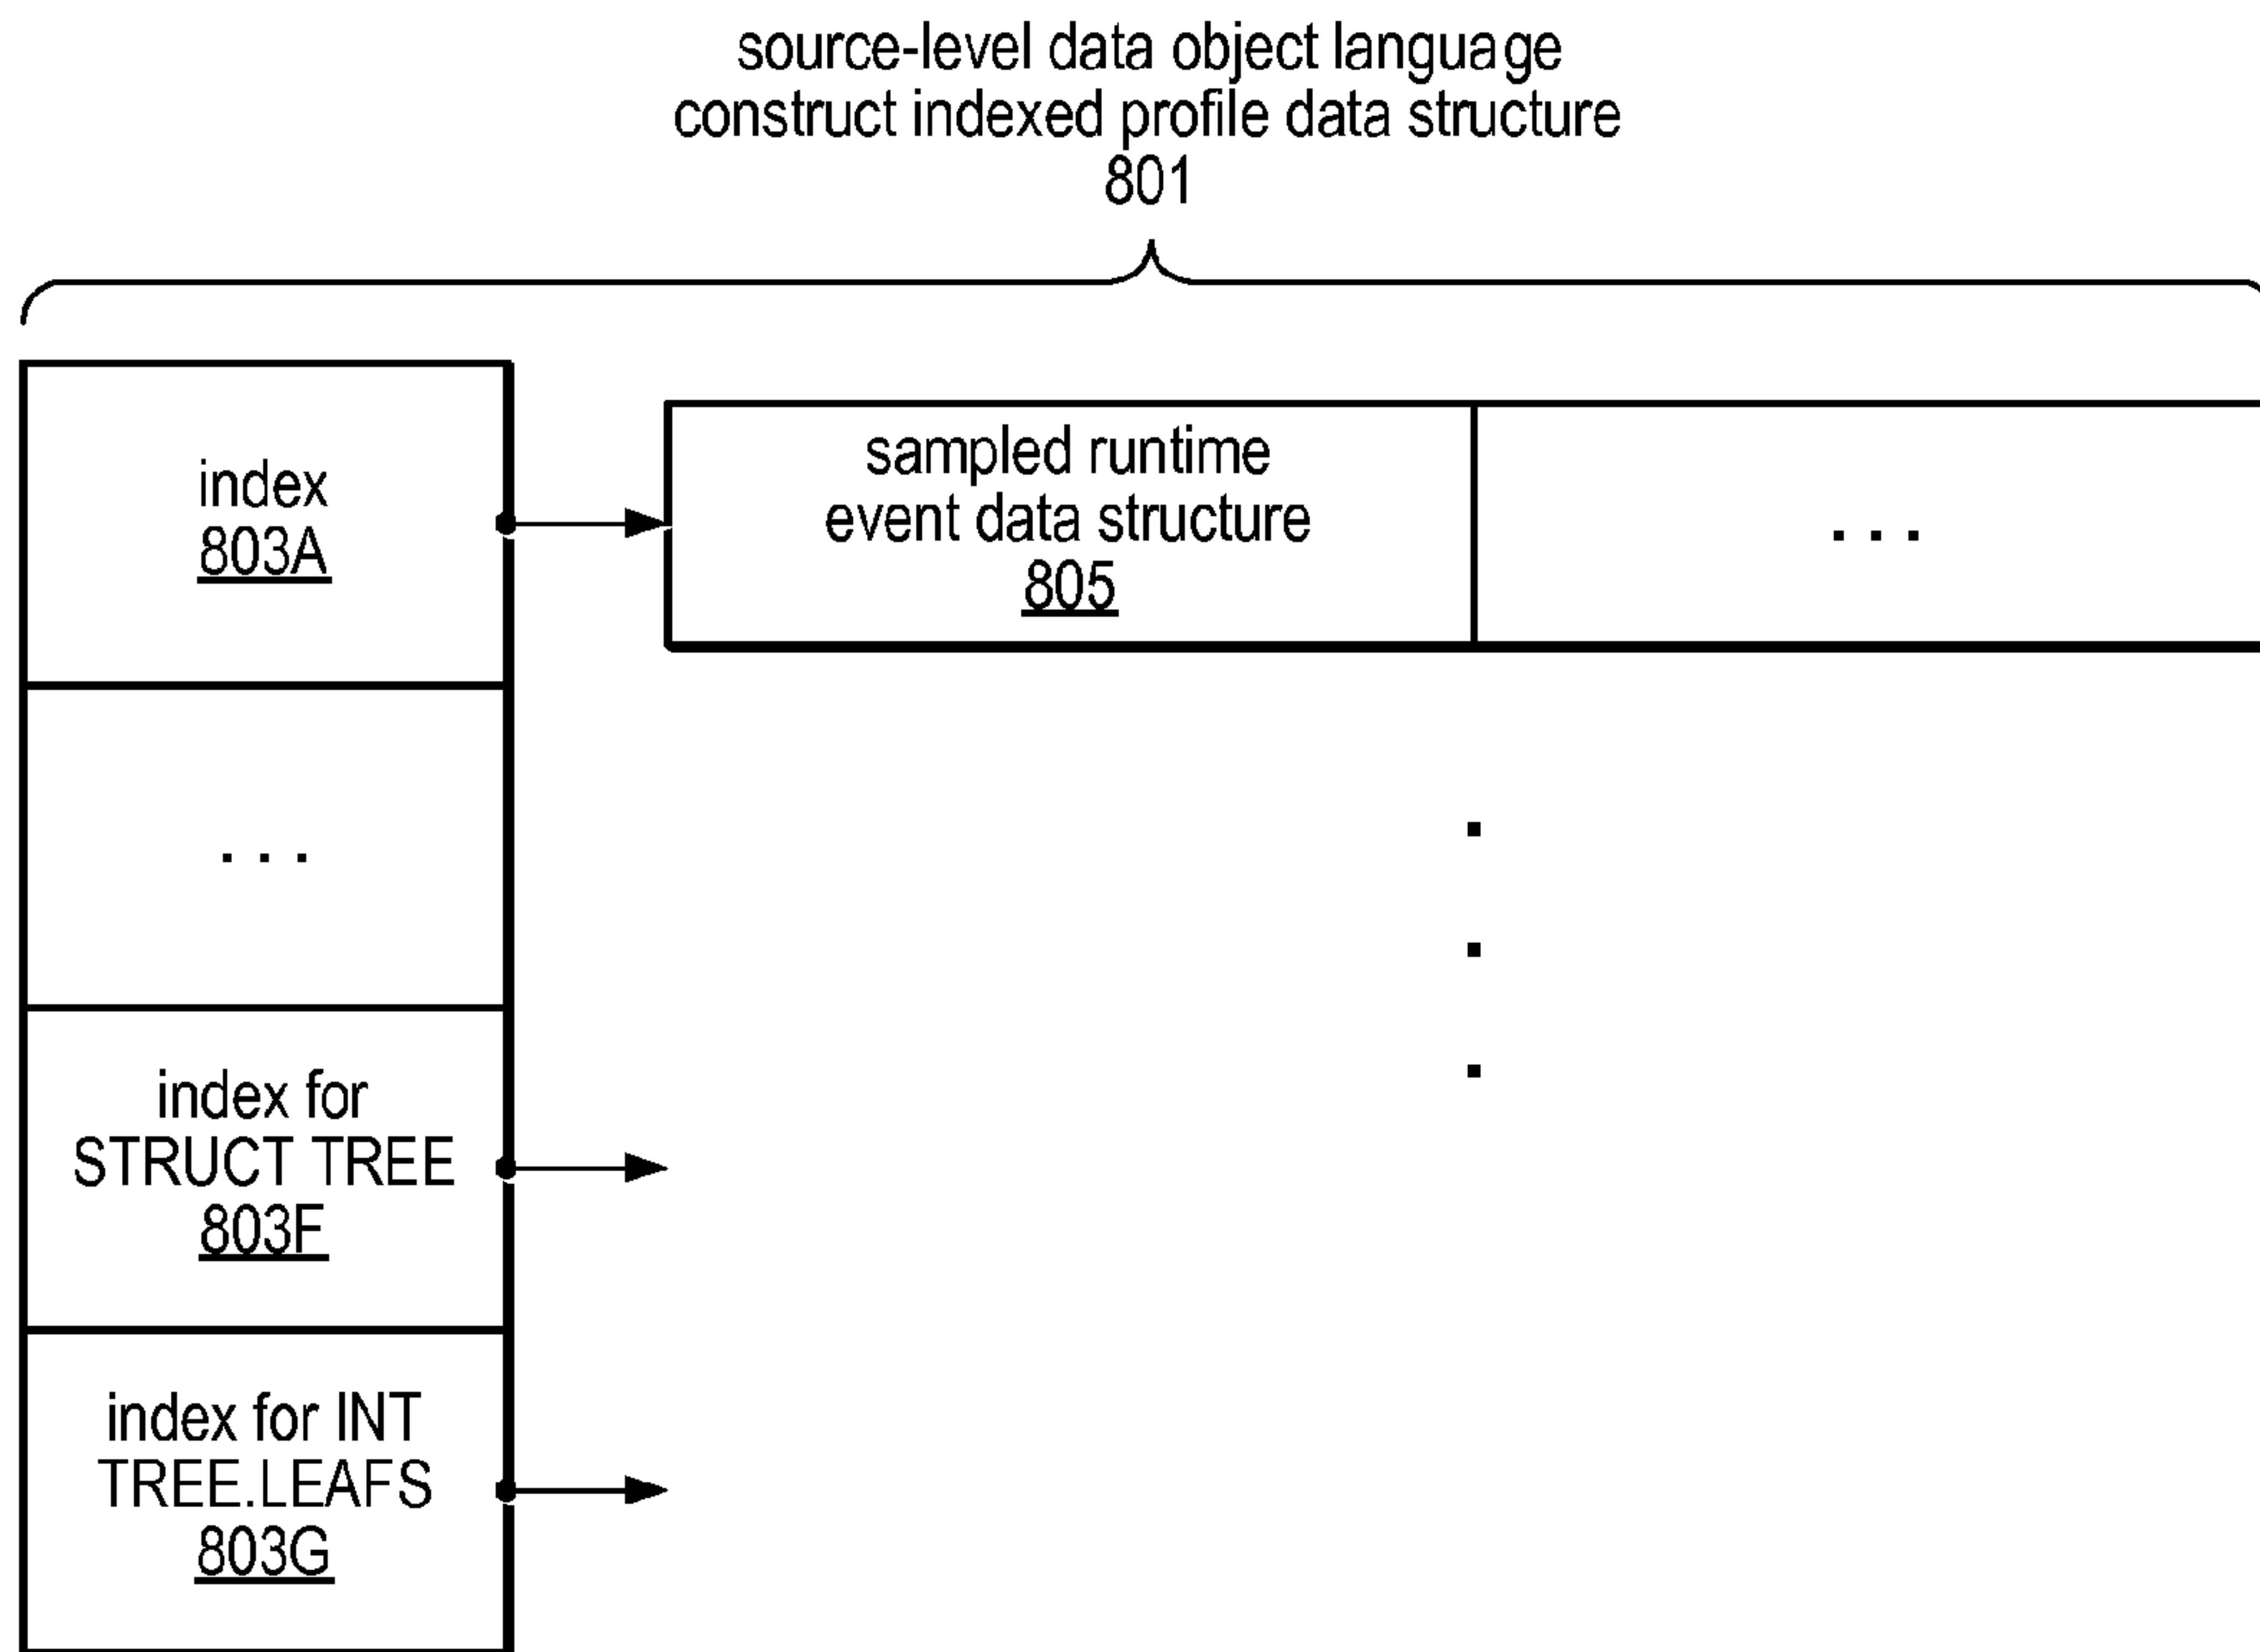 source-level data object language
construct indexed profile data structure
801
index
803A
sampled runtime
event data structure
805
. . .
. . .
.
.
.
index for
STRUCT TREE
803F
index for INT
TREE.LEAFS
803G